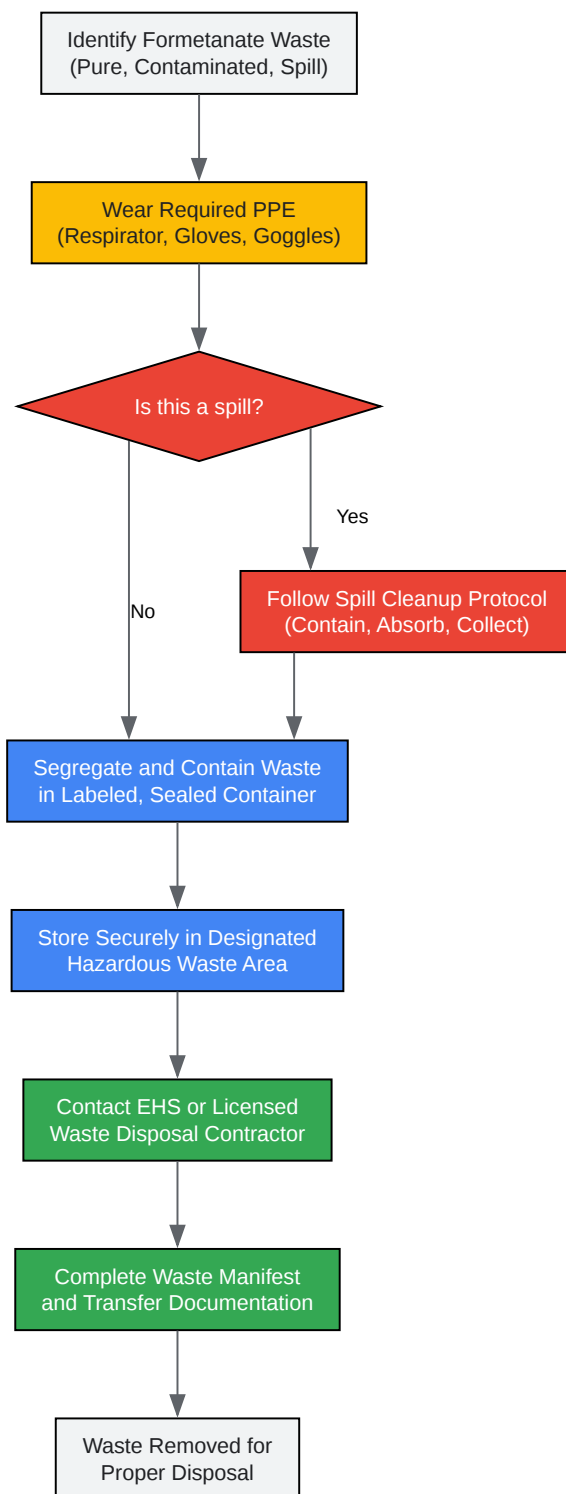 Identify Formetanate Waste
(Pure, Contaminated, Spill)
Wear Required PPE
(Respirator, Gloves, Goggles)
Is this a spill?
Yes
Follow Spill Cleanup Protocol
(Contain, Absorb, Collect)
No
Segregate and Contain Waste
in Labeled, Sealed Container
Store Securely in Designated
Hazardous Waste Area
Contact EHS or Licensed
Waste Disposal Contractor
Complete Waste Manifest
and Transfer Documentation
Waste Removed for
Proper Disposal